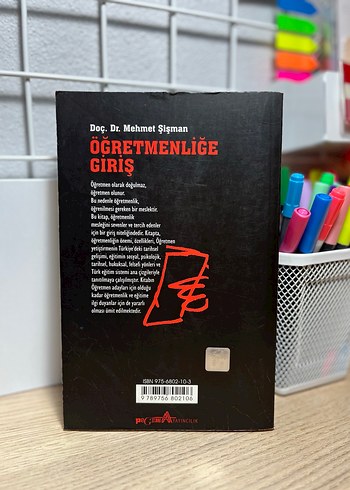 Doç. Dr. Mehmet Şişman
ÖĞRETMENLİĞE
GİRİŞ
Öğretmen olarak doğulmaz,
öğretmen olunur.
Bu nedenle öğretmenlik,
öğrenilmesi gereken bir meslektir.
Bu kitap, öğretmenlik
mesleğini sevenler ve tercih edenler
için bir giriş niteliğindedir. Kitapta,
öğretmenliğin önemi, özellikleri, Öğretmen
yetiştirmenin Türkiye'deki tarihsel
gelişimi, eğitimin sosyal, psikolojik,
tarihsel, hukuksal, felsefi yönleri ve
Türk eğitim sistemi ana çizgileriyle
tanıtılmaya çalışılmıştır. Kitabın
Öğretmen adayları için olduğu
kadar öğretmenlik ve eğitime
ilgi duyanlar için de yararlı
olması ümit edilmektedir.
ISBN 975-6802-10-3
9 789756 802106
PegemA YAYINCILIK